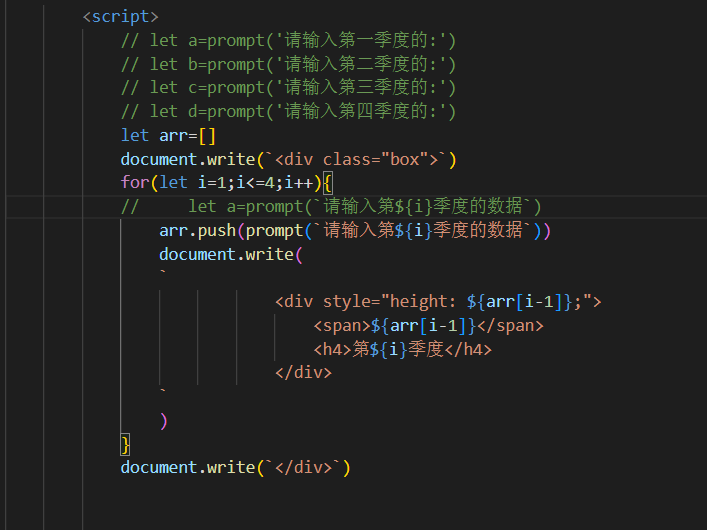 <script>
// let a=prompt('请输入第一季度的:')
// let b=prompt('请输入第二季度的:')
// let c=prompt('请输入第三季度的:')
// let d=prompt('请输入第四季度的:')
let arr=[]
document.write(`<div class="box">`)
for(let i=1;i<=4;i++){
//     let a=prompt(`请输入第${i}季度的数据`)
arr.push(prompt(`请输入第${i}季度的数据`))
document.write(
`
<div style="height: ${arr[i-1]};">
<span>${arr[i-1]}</span>
<h4>第${i}季度</h4>
</div>
`
)
}
document.write(`</div>`)